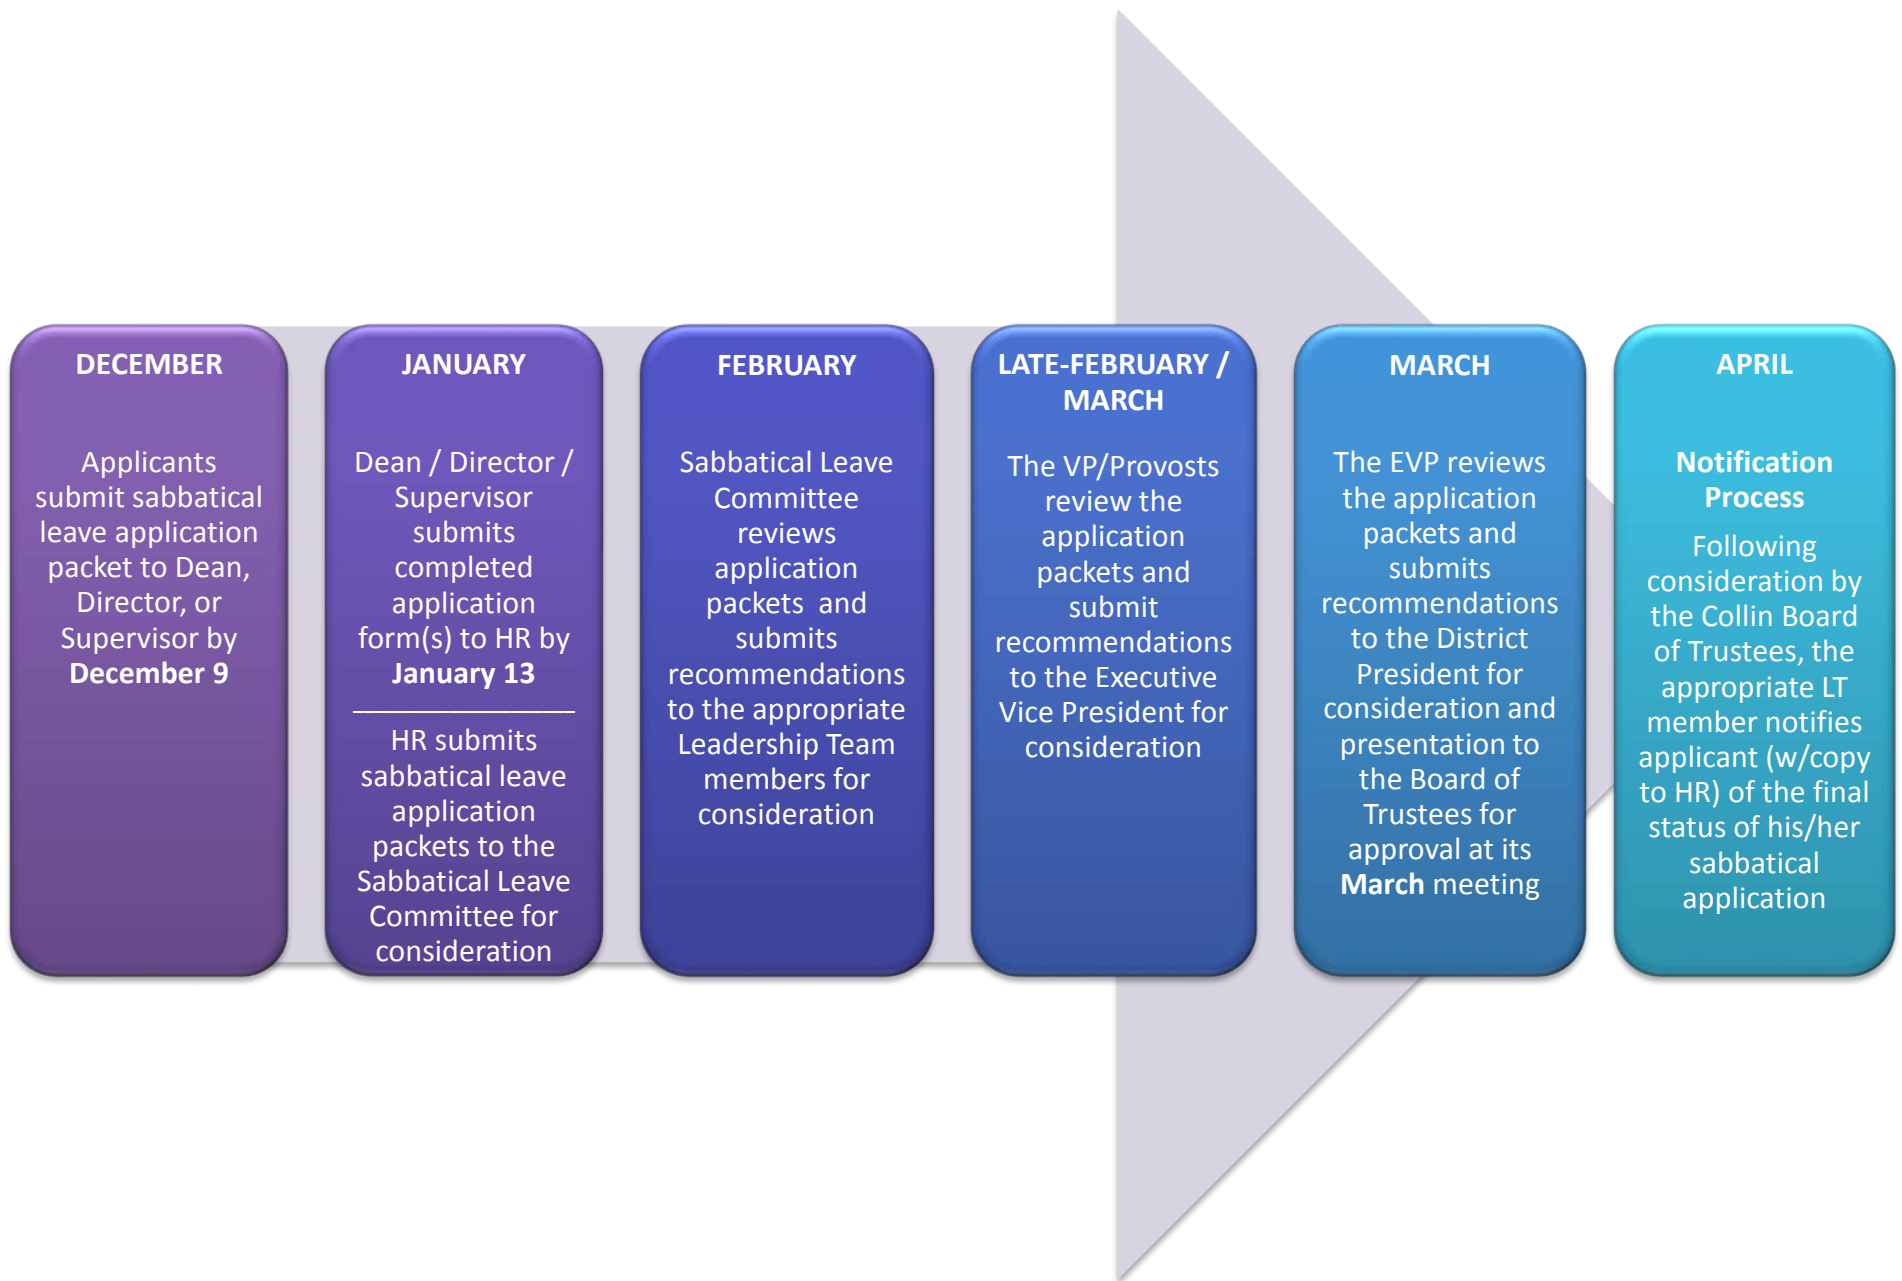 DECEMBER
Applicants
submit sabbatical
leave application
packet to Dean,
Director, or
Supervisor by
December 9
JANUARY
Dean / Director /
Supervisor
submits
completed
application
form(s) to HR by
January 13
HR submits
sabbatical leave
application
packets to the
Sabbatical Leave
Committee for
consideration
FEBRUARY
Sabbatical Leave
Committee
reviews
application
packets and
submits
recommendations
to the appropriate
Leadership Team
members for
consideration
LATE-FEBRUARY /
MARCH
The VP/Provosts
review the
application
packets and
submit
recommendations
to the Executive
Vice President for
consideration
MARCH
The EVP reviews
the application
packets and
submits
recommendations
to the District
President for
consideration and
presentation to
the Board of
Trustees for
approval at its
March meeting
APRIL
Notification
Process
Following
consideration by
the Collin Board
of Trustees, the
appropriate LT
member notifies
applicant (w/copy
to HR) of the final
status of his/her
sabbatical
application